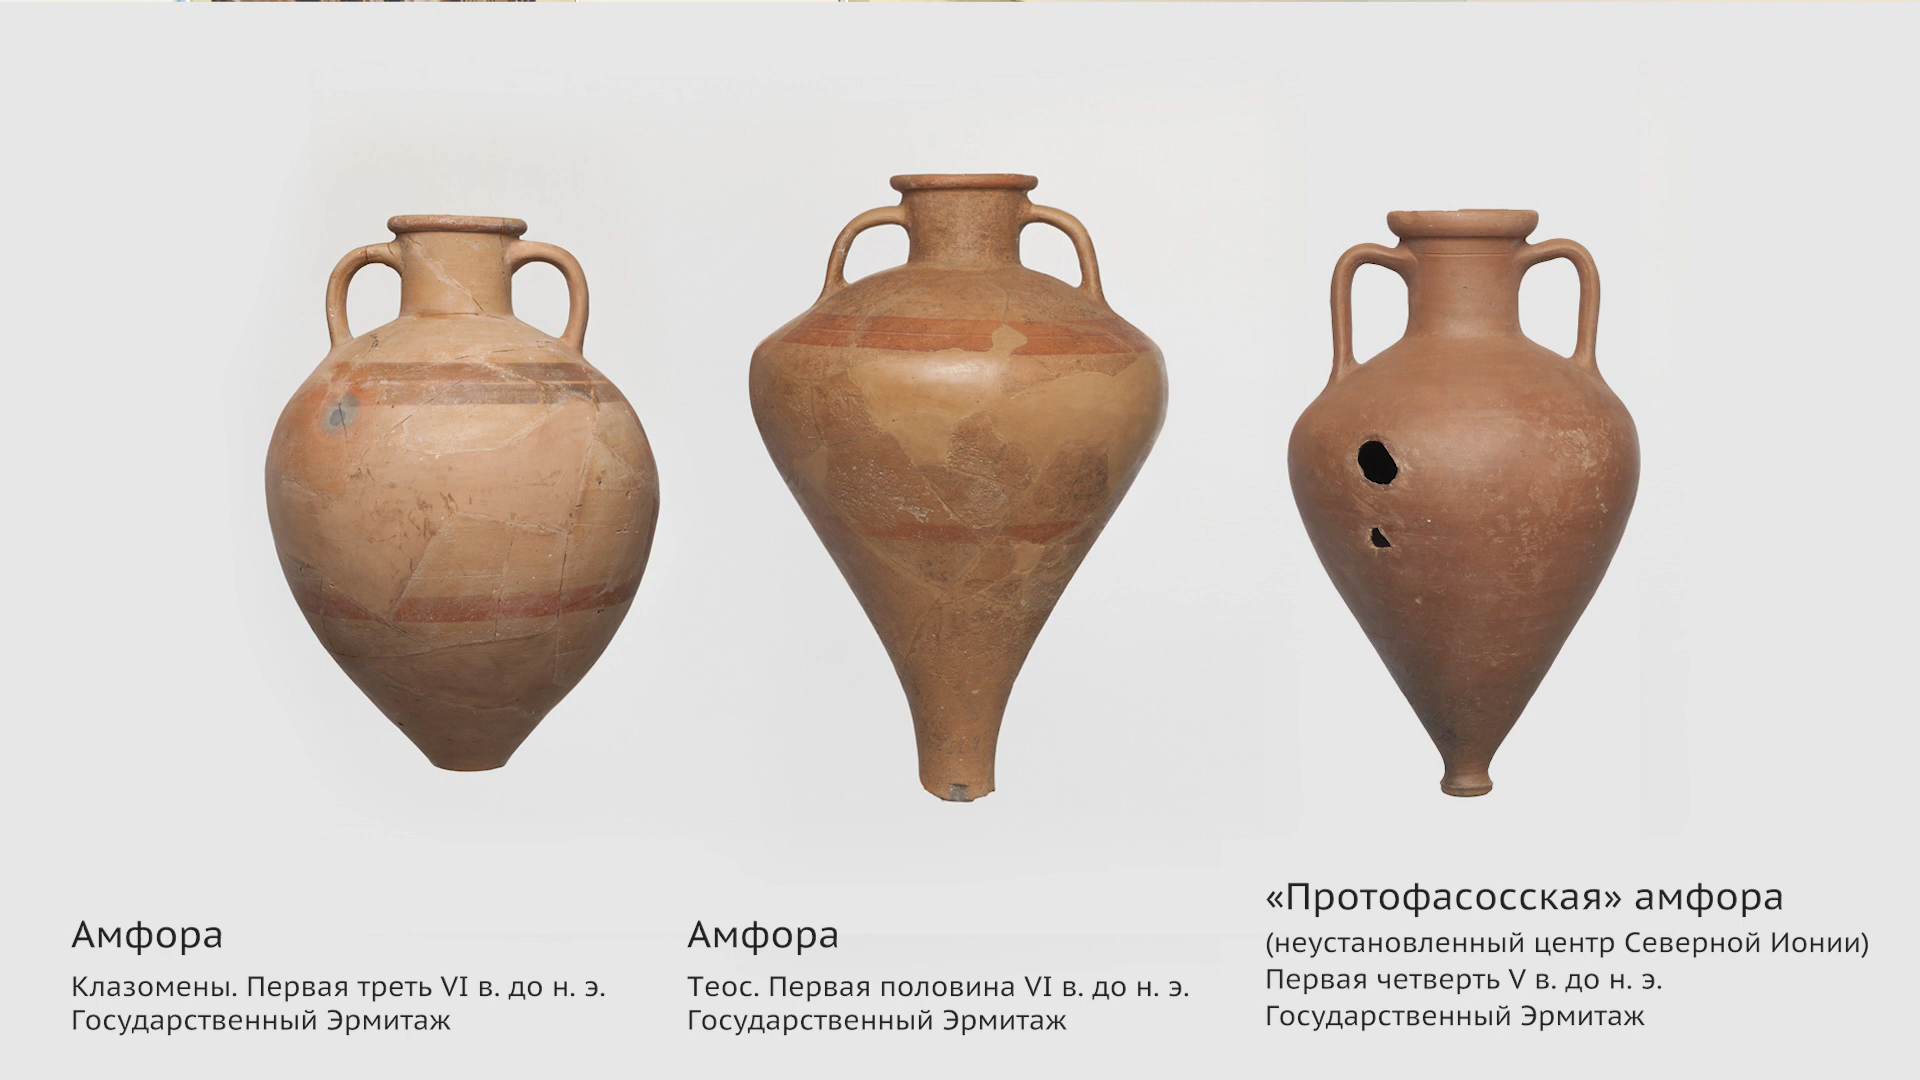 Амфора
Клазомены. Первая треть VI в. до н. э.
Государственный Эрмитаж
Амфора
Теос. Первая половина VI в. до н. э.
Государственный Эрмитаж
«Протофасосская» амфора
(неустановленный центр Северной Ионии)
Первая четверть V в. до н. э.
Государственный Эрмитаж